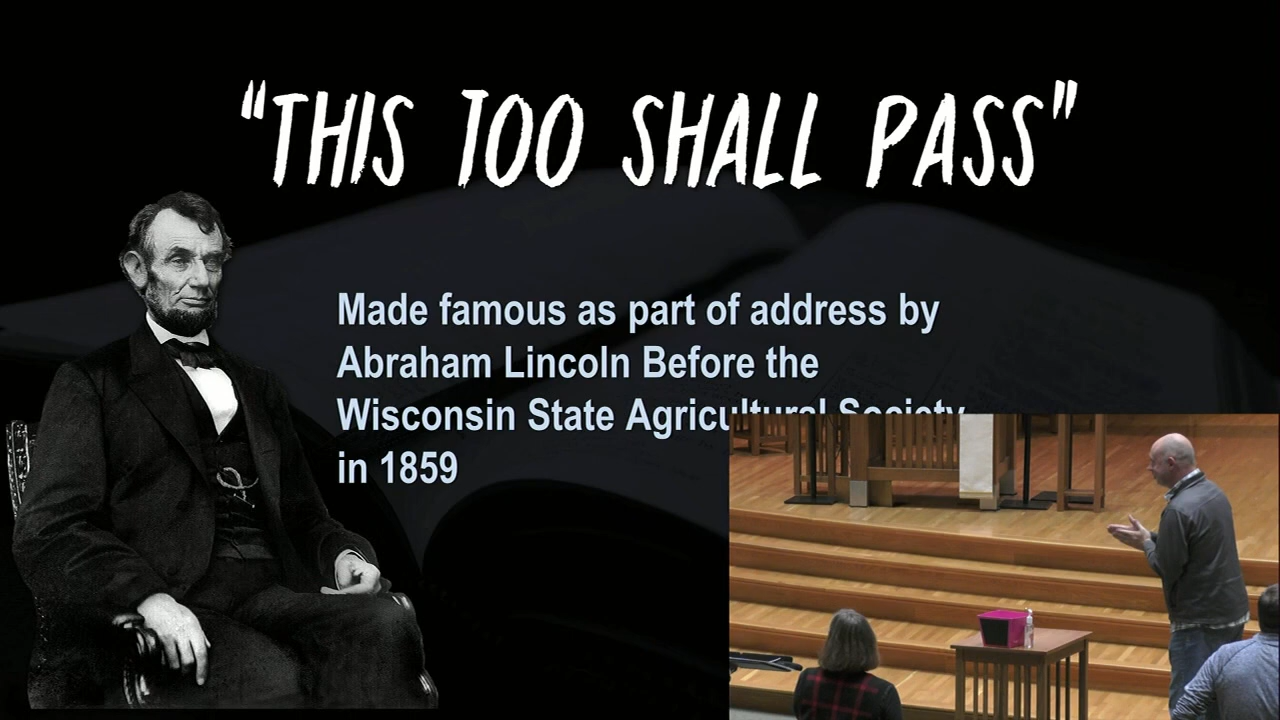 "THIS TOO SHALL PASS"
Made famous as part of address by
Abraham Lincoln Before the
Wisconsin State Agricultural Society
in 1859